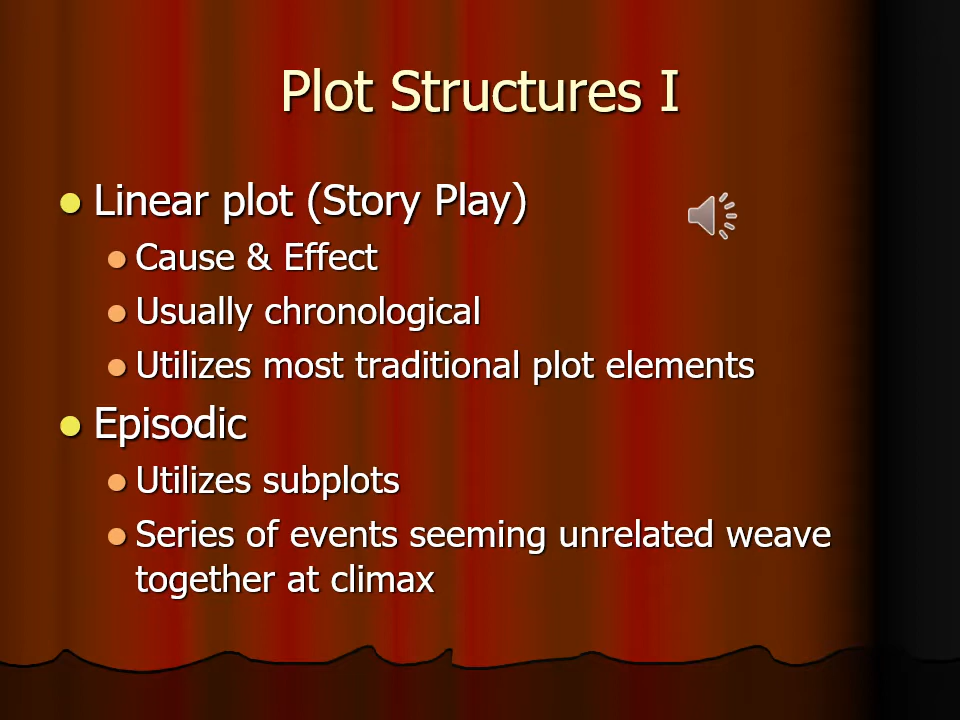 Plot Structures I
Linear plot (Story Play)
Cause & Effect
Usually chronological
Utilizes most traditional plot elements
Episodic
Utilizes subplots
Series of events seeming unrelated weave
together at climax